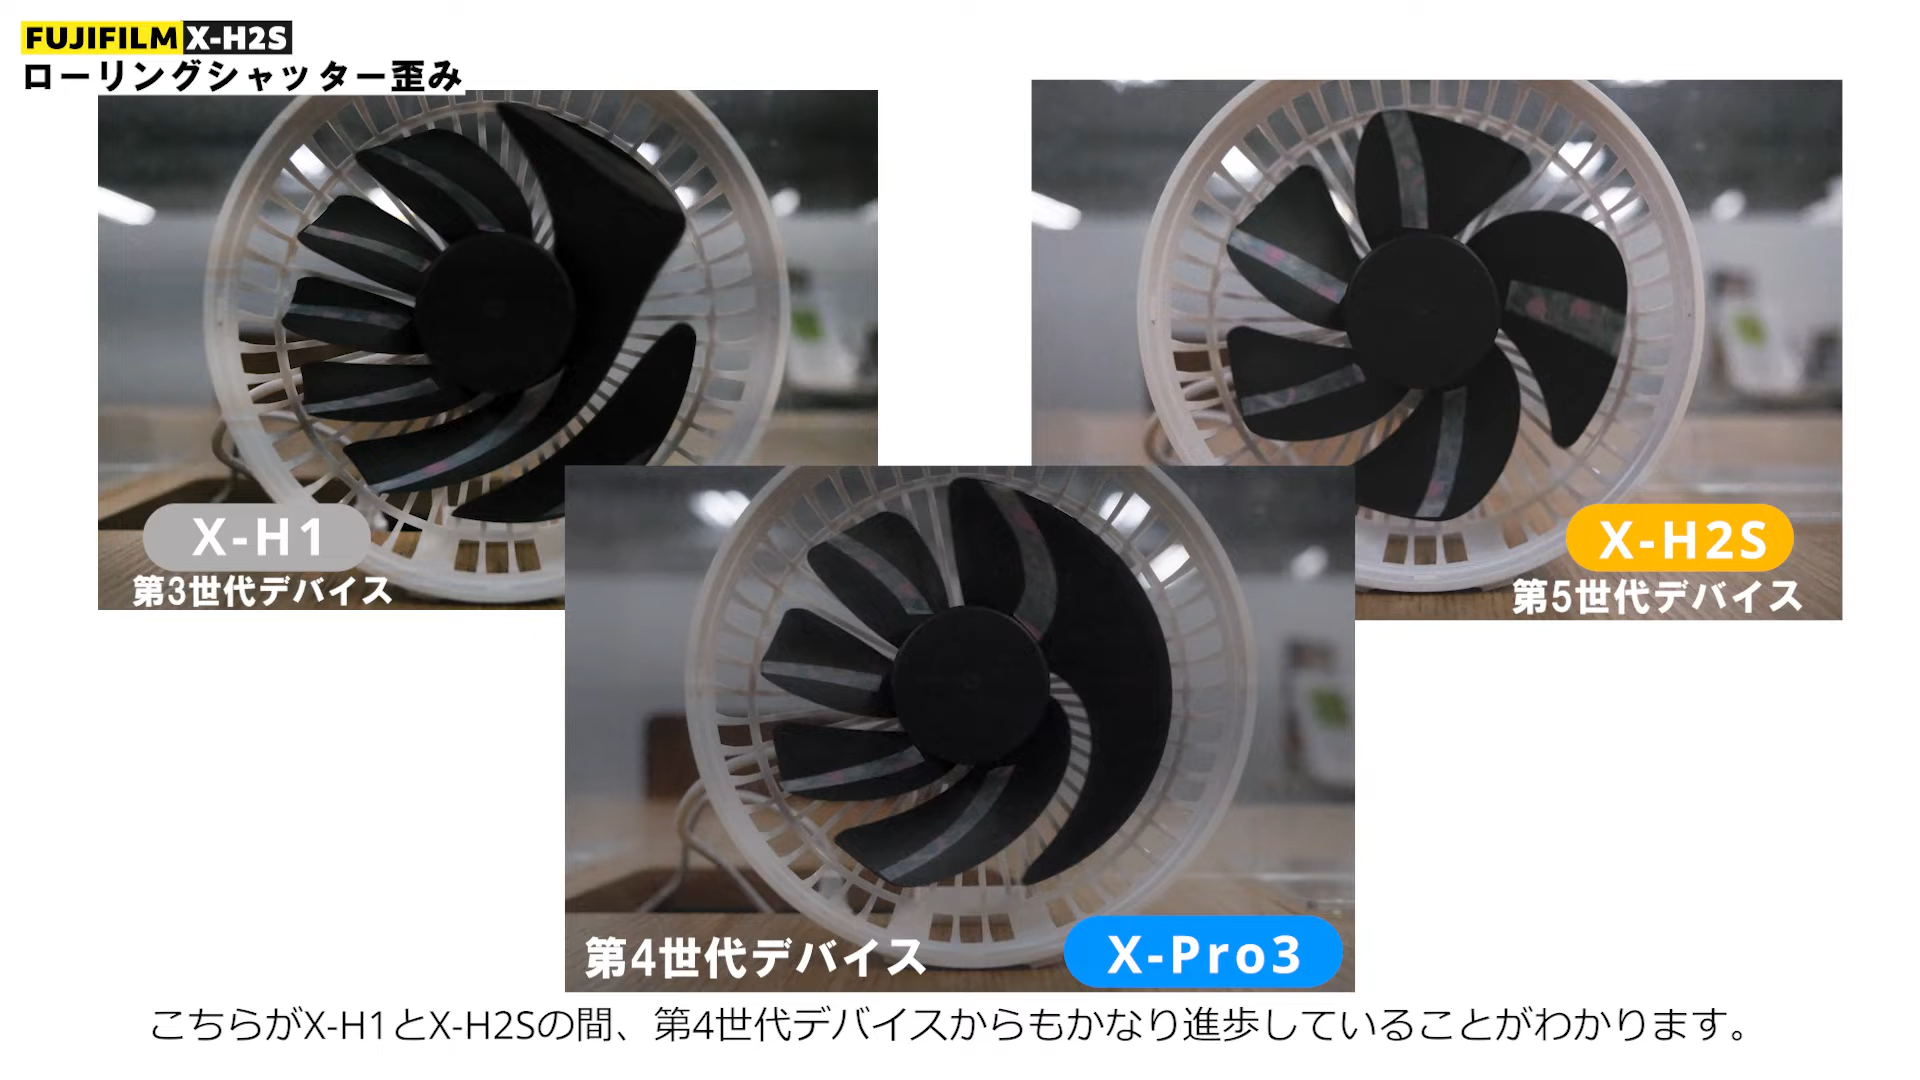 FUJIFILM X-H2S
ローリングシャッター歪み
X-H1
第3世代デバイス
X-H2S
第5世代デバイス
第4世代デバイス
X-Pro3
こちらがX-H1とX-H2Sの間、第4世代デバイスからもかなり進歩していることがわかります。